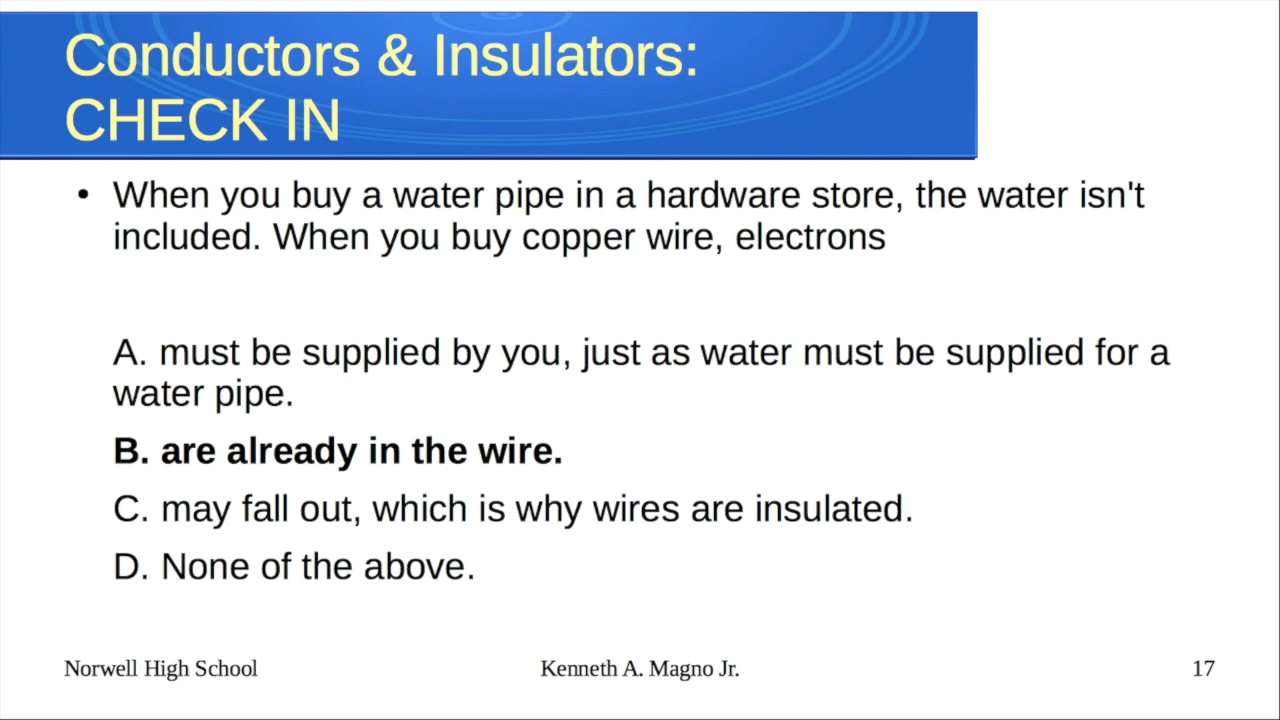 Conductors & Insulators:
CHECK IN
• When you buy a water pipe in a hardware store, the water isn't
included. When you buy copper wire, electrons
A. must be supplied by you, just as water must be supplied for a
water pipe.
B. are already in the wire.
C. may fall out, which is why wires are insulated.
D. None of the above.
Norwell High School
Kenneth A. Magno Jr.
17